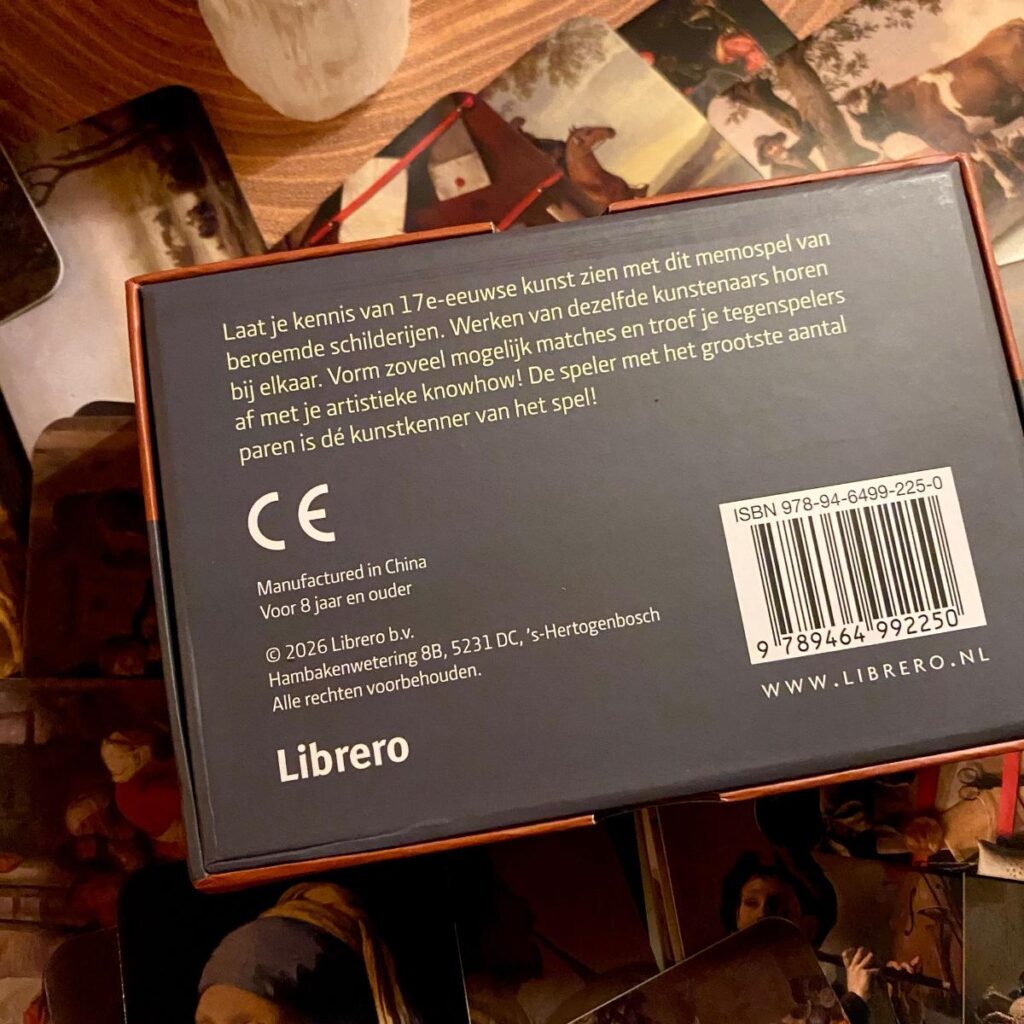 Laat je kennis van 17e-eeuwse kunst zien met dit memospel van
beroemde schilderijen. Werken van dezelfde kunstenaars horen
bij elkaar. Vorm zoveel mogelijk matches en troef je tegenspelers
af met je artistieke knowhow! De speler met het grootste aantal
paren is dé kunstkenner van het spel!
CE
Manufactured in China
Voor 8 jaar en ouder
© 2026 Librero b.v.
Hambakenwetering 8B, 5231 DC, 's-Hertogenbosch
Alle rechten voorbehouden.
Librero
ISBN 978-94-6499-225-0
9 789464 992250
WWW.LIBRERO.NL